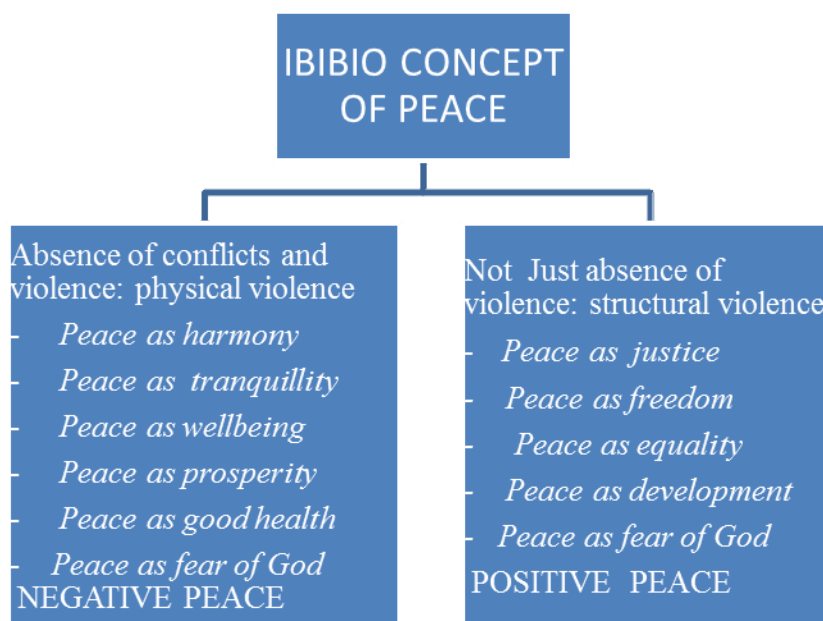 IBIBIO CONCEPT
OF PEACE
Absence of conflicts and
violence: physical violence
- Peace as harmony
- Peace as tranquillity
- Peace as wellbeing
- Peace as prosperity
- Peace as good health
- Peace as fear of God
NEGATIVE PEACE
Not Just absence of
violence: structural violence
- Peace as justice
- Peace as freedom
- Peace as equality
- Peace as development
- Peace as fear of God
POSITIVE PEACE